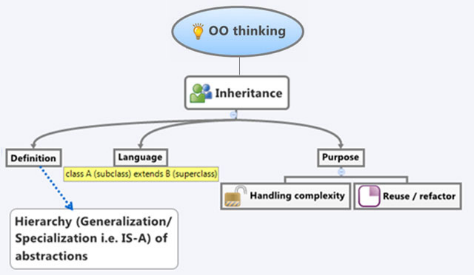 OO thinking
Inheritance
Definition
Language
Purpose
class A (subclass) extends B (superclass)
Handling complexity
Reuse / refactor
Hierarchy (Generalization/
Specialization i.e. IS-A) of
abstractions